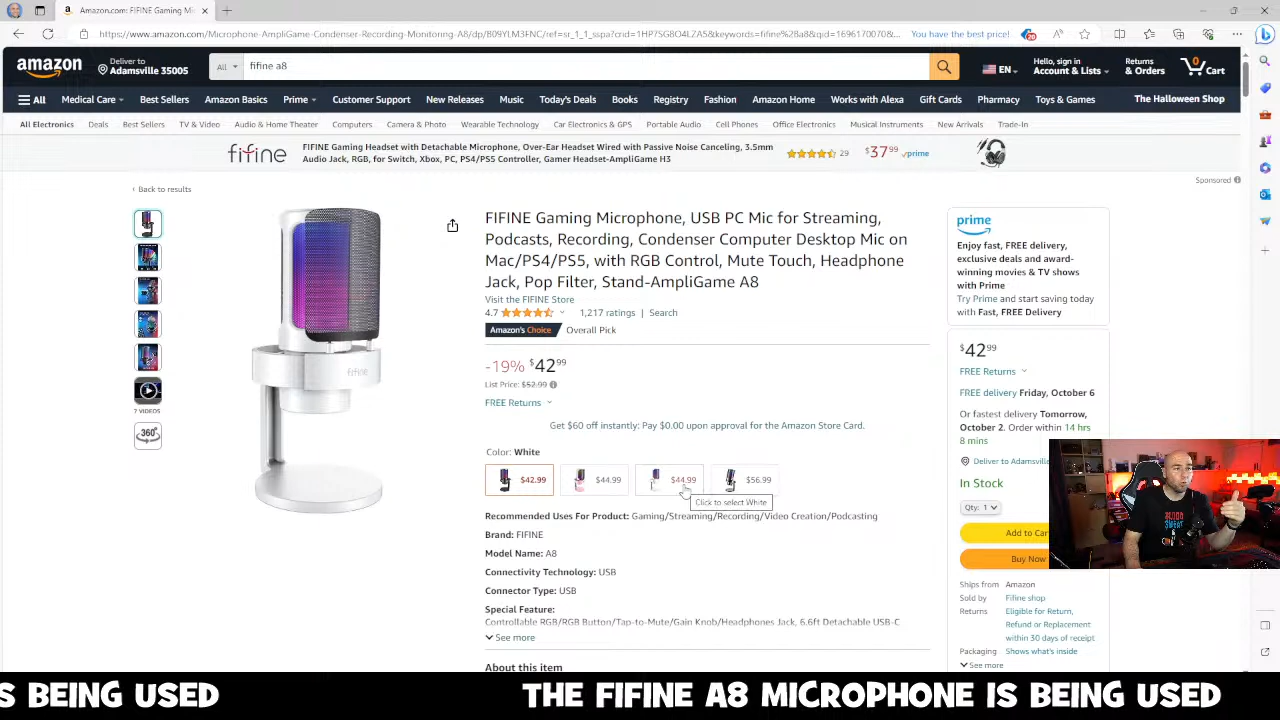 Amazon.com: FIFINE Gaming Mi
https://www.amazon.com/Microphone-AmpliGame-Condenser-Recording-Monitoring-A8/dp/B09YLM3FNC/ref=sr_1_1_sspa?crid=1HP7SG8O4LZA5&keywords=fifine%2Ba8&qid=1696170070&...
You have the best price!
amazon
Deliver to
Adamsville 35005
All
fifine a8
EN
Hello, sign in
Account & Lists
Returns
& Orders
0
Cart
All
Medical Care
Best Sellers
Amazon Basics
Prime
Customer Support
New Releases
Music
Today's Deals
Books
Registry
Fashion
Amazon Home
Works with Alexa
Gift Cards
Pharmacy
Toys & Games
The Halloween Shop
All Electronics
Deals
Best Sellers
TV & Video
Audio & Home Theater
Computers
Camera & Photo
Wearable Technology
Car Electronics & GPS
Portable Audio
Cell Phones
Office Electronics
Musical Instruments
New Arrivals
Trade-In
fifine
FIFINE Gaming Headset with Detachable Microphone, Over-Ear Headset Wired with Passive Noise Canceling, 3.5mm
Audio Jack, RGB, for Switch, Xbox, PC, PS4/PS5 Controller, Gamer Headset-AmpliGame H3
29
$37.99
prime
Sponsored
‹ Back to results
7 VIDEOS
360°
fifine
FIFINE Gaming Microphone, USB PC Mic for Streaming,
Podcasts, Recording, Condenser Computer Desktop Mic on
Mac/PS4/PS5, with RGB Control, Mute Touch, Headphone
Jack, Pop Filter, Stand-AmpliGame A8
Visit the FIFINE Store
4.7
1,217 ratings | Search
Amazon's Choice
Overall Pick
-19% $42.99
List Price: $52.99
FREE Returns
Get $60 off instantly: Pay $0.00 upon approval for the Amazon Store Card.
Color: White
$42.99
$44.99
$44.99
$56.99
Click to select White
Recommended Uses For Product: Gaming/Streaming/Recording/Video Creation/Podcasting
Brand: FIFINE
Model Name: A8
Connectivity Technology: USB
Connector Type: USB
Special Feature:
Controllable RGB/RGB Button/Tap-to-Mute/Gain Knob/Headphones Jack, 6.6ft Detachable USB-C
See more
About this item
prime
Enjoy fast, FREE delivery,
exclusive deals and award-
winning movies & TV shows
with Prime
Try Prime and start saving today
with Fast, FREE Delivery
$42.99
FREE Returns
FREE delivery Friday, October 6
Or fastest delivery Tomorrow,
October 2. Order within 14 hrs
8 mins
Deliver to Adamsville
In Stock
Qty: 1
Add to Car
Buy Now
BLOOD
SWEAT
Ships from Amazon
Sold by Fifine shop
Returns Eligible for Return,
Refund or Replacement
within 30 days of receipt
Packaging Shows what's inside
See more
S BEING USED
THE FIFINE A8 MICROPHONE IS BEING USED